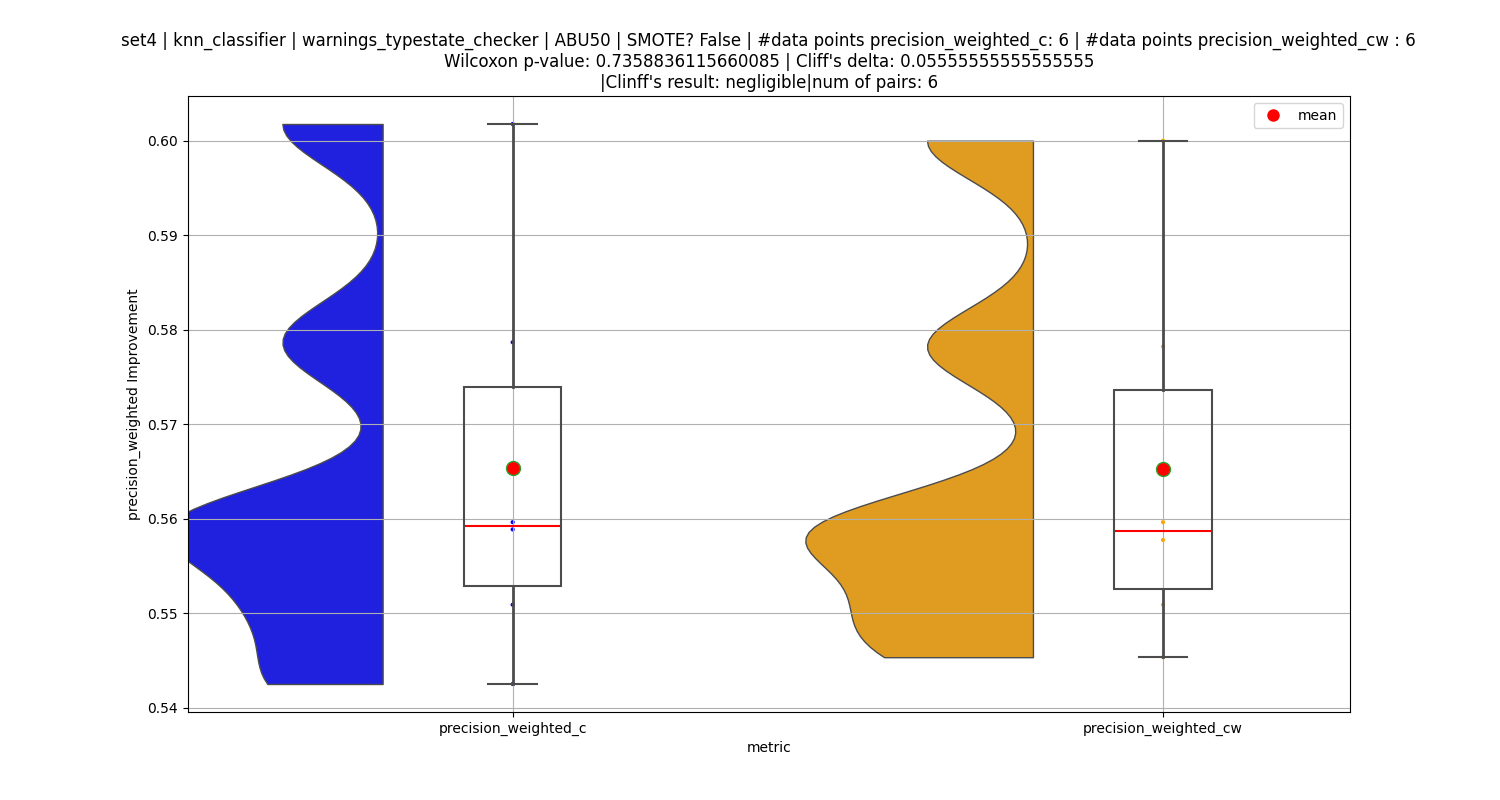 set4 | knn_classifier | warnings_typestate_checker | ABU50 | SMOTE? False | #data points precision_weighted_c: 6 | #data points precision_weighted_cw : 6
Wilcoxon p-value: 0.7358836115660085 | Cliff's delta: 0.05555555555555555
|Clinff's result: negligible|num of pairs: 6
mean
0.60
0.59
0.58
0.57
0.56
0.55
0.54
precision_weighted Improvement
precision_weighted_c
precision_weighted_cw
metric